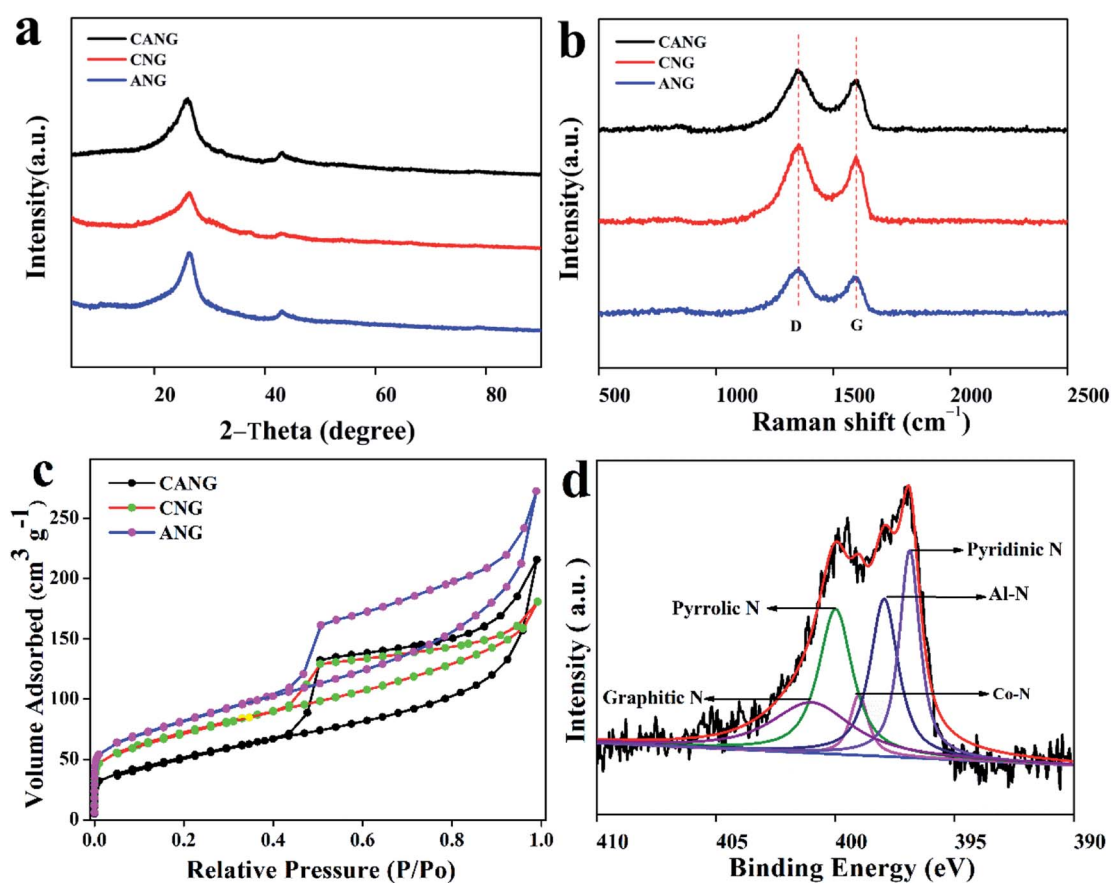 a
CANG
CNG
ANG
Intensity(a.u.)
20 40 60 80
2–Theta (degree)
b
CANG
CNG
ANG
Intensity(a.u.)
D G
500 1000 1500 2000 2500
Raman shift (cm⁻¹)
c
CANG
CNG
ANG
Volume Adsorbed (cm³ g⁻¹)
250
200
150
100
50
0
0.0 0.2 0.4 0.6 0.8 1.0
Relative Pressure (P/Po)
d
Pyridinic N
Al-N
Pyrrolic N
Co-N
Graphitic N
Intensity ( a.u.)
410 405 400 395 390
Binding Energy (eV)